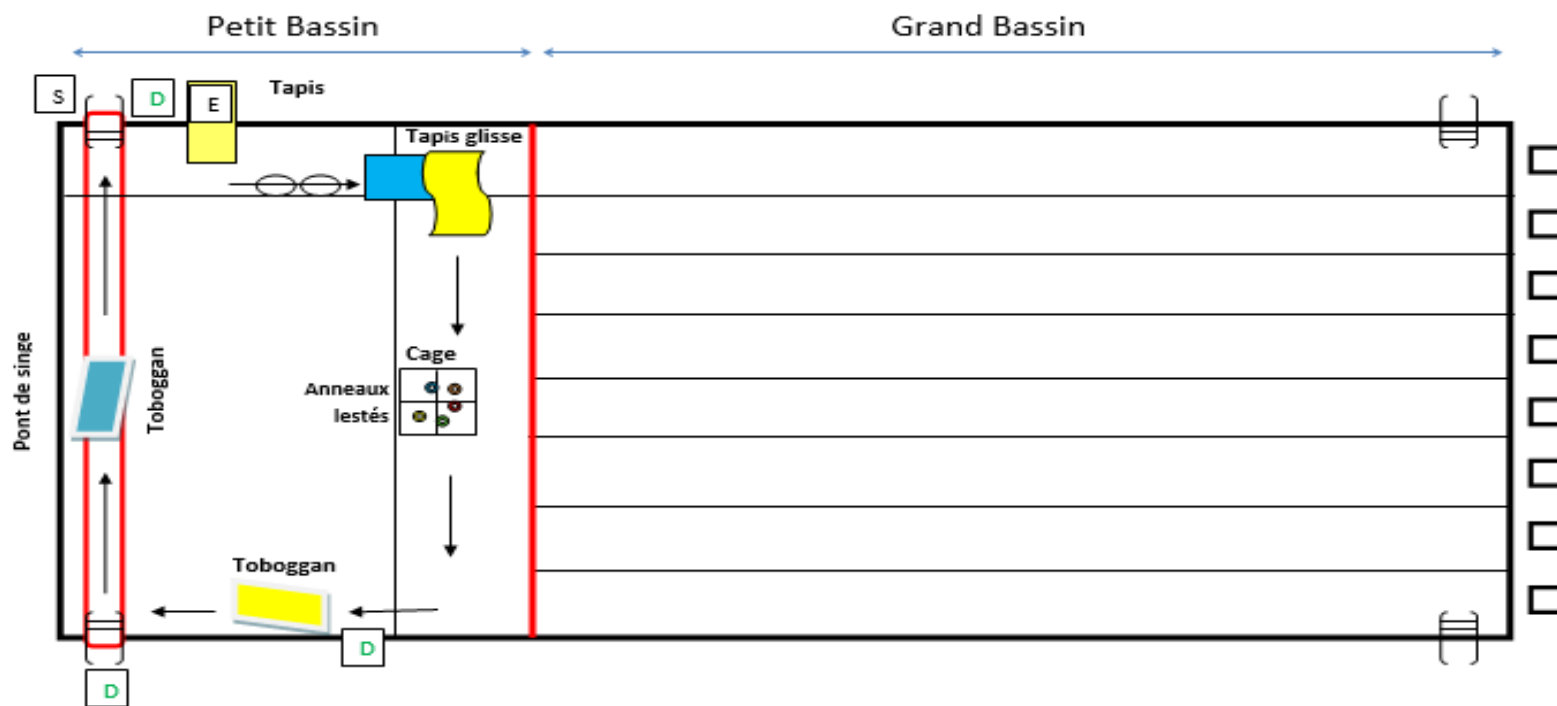 Petit Bassin
Grand Bassin
S
D
E
Tapis
Tapis glisse
Cage
Anneaux
lestés
Pont de singe
Toboggan
Toboggan
D
D